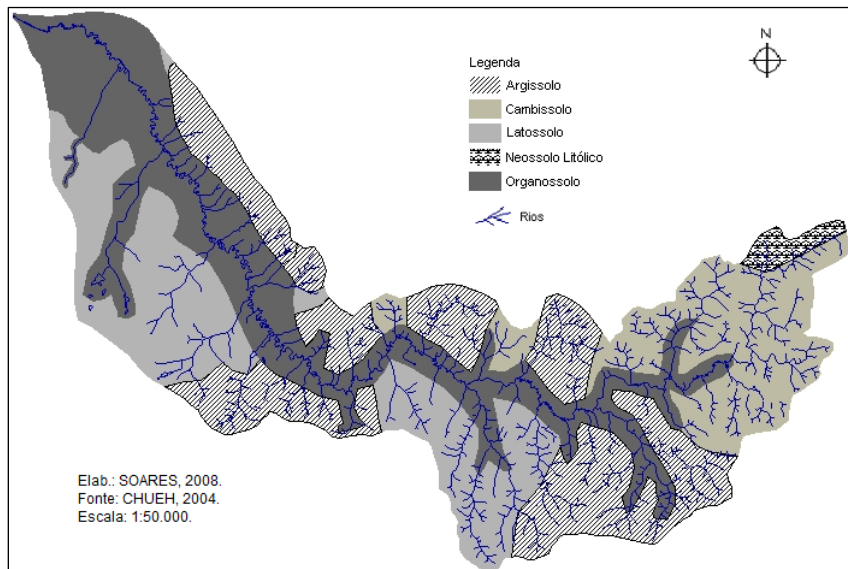 N
Legenda
Argissolo
Cambissolo
Latossolo
Neossolo Litólico
Organossolo
Rios
Elab.: SOARES, 2008.
Fonte: CHUEH, 2004.
Escala: 1:50.000.